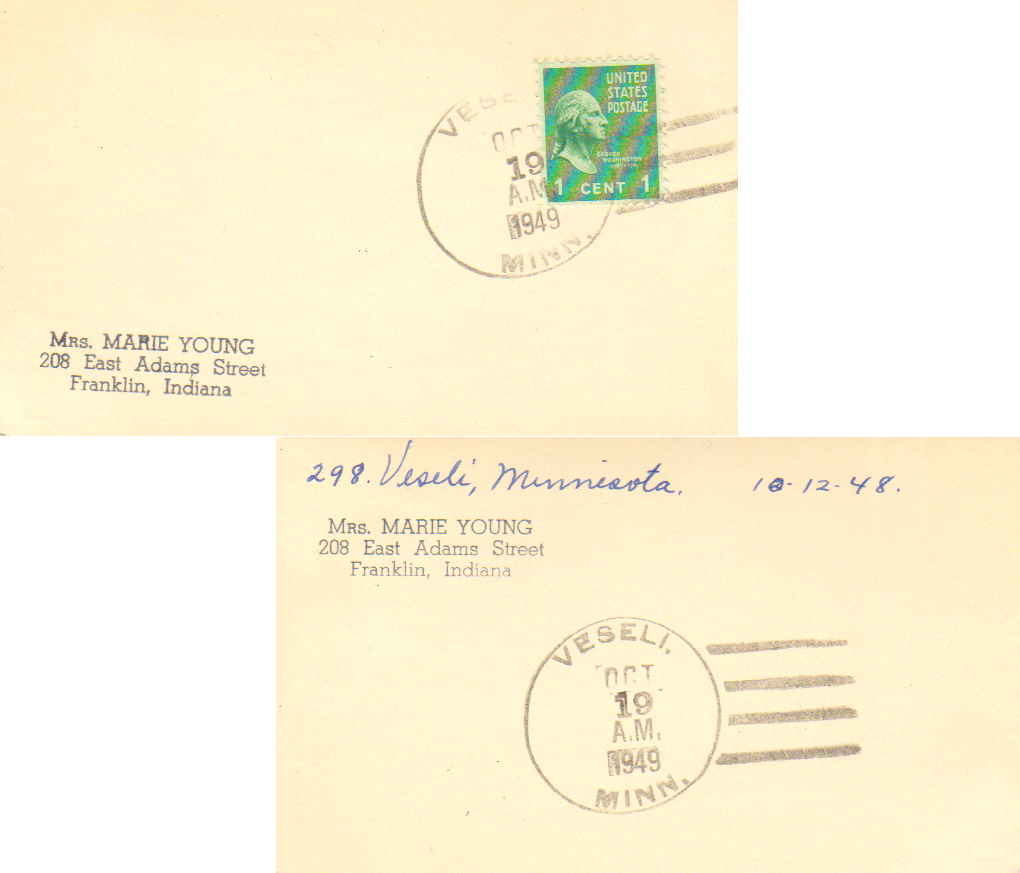 VESE
OCT
19
A.M.
1949
MINN.
UNITED
STATES
POSTAGE
GEORGE
WASHINGTON
1 CENT 1
MRS. MARIE YOUNG
208 East Adams Street
Franklin, Indiana
298. Veseli, Minnesota. 10-12-48.
MRS. MARIE YOUNG
208 East Adams Street
Franklin, Indiana
VESELI.
OCT
19
A.M.
1949
MINN.